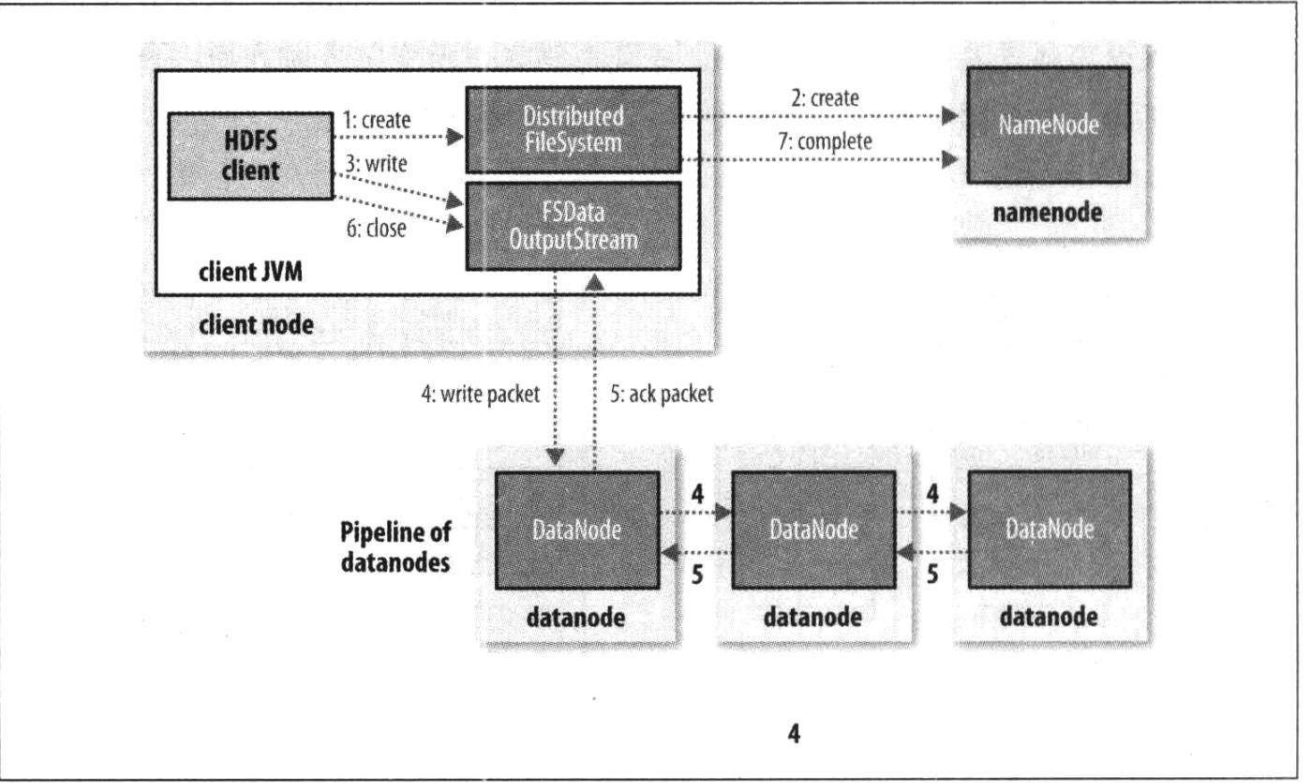 HDFS
client
1: create
3: write
6: close
Distributed
FileSystem
FSData
OutputStream
client JVM
client node
2: create
7: complete
NameNode
namenode
4: write packet
5: ack packet
Pipeline of
datanodes
DataNode
datanode
4
5
DataNode
datanode
4
5
DataNode
datanode
4